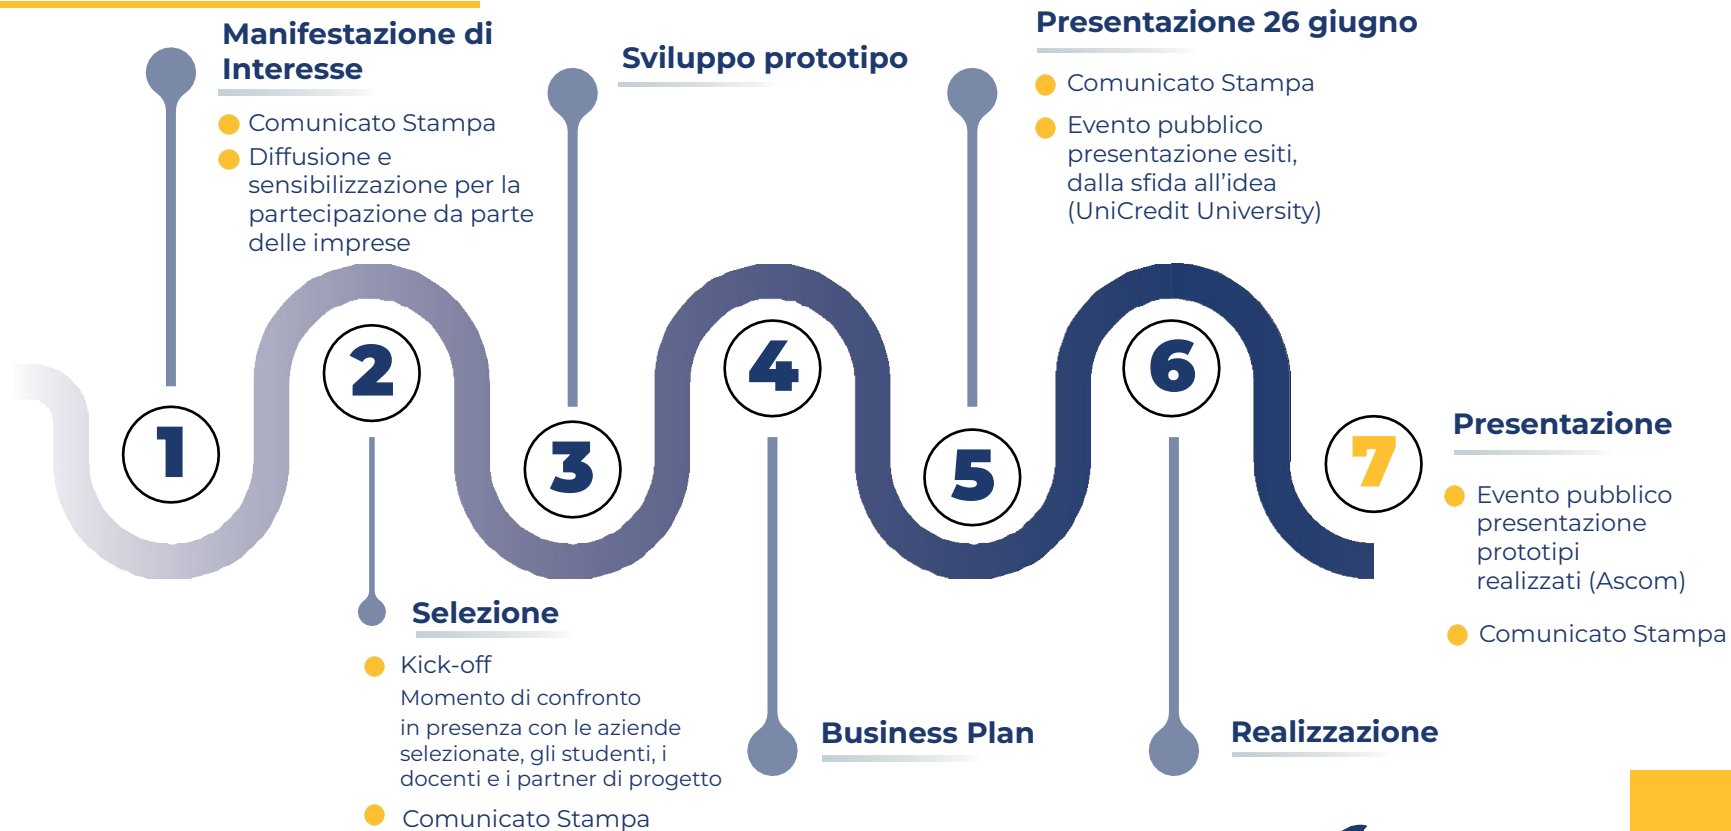 Manifestazione di
Interesse
Comunicato Stampa
Diffusione e
sensibilizzazione per la
partecipazione da parte
delle imprese
Sviluppo prototipo
Presentazione 26 giugno
Comunicato Stampa
Evento pubblico
presentazione esiti,
dalla sfida all'idea
(UniCredit University)
1
2
3
4
5
6
7
Presentazione
Evento pubblico
presentazione
prototipi
realizzati (Ascom)
Comunicato Stampa
Selezione
Kick-off
Momento di confronto
in presenza con le aziende
selezionate, gli studenti, i
docenti e i partner di progetto
Comunicato Stampa
Business Plan
Realizzazione